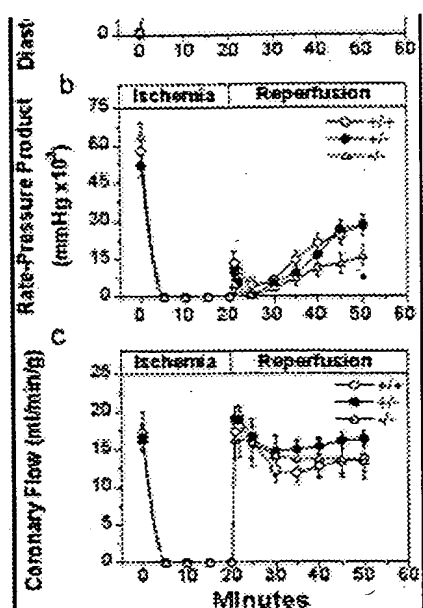 Diast
0
0 10 20 30 40 50 60
b
Ischemia Reperfusion
Rate-Pressure Product
(mmHg x10³)
75
60
45
30
15
0
+/+
+/-
-/-
*
0 10 20 30 40 50 60
c
Ischemia Reperfusion
Coronary Flow (ml/min/g)
25
20
15
10
5
0
+/+
+/-
-/-
0 10 20 30 40 50 60
Minutes